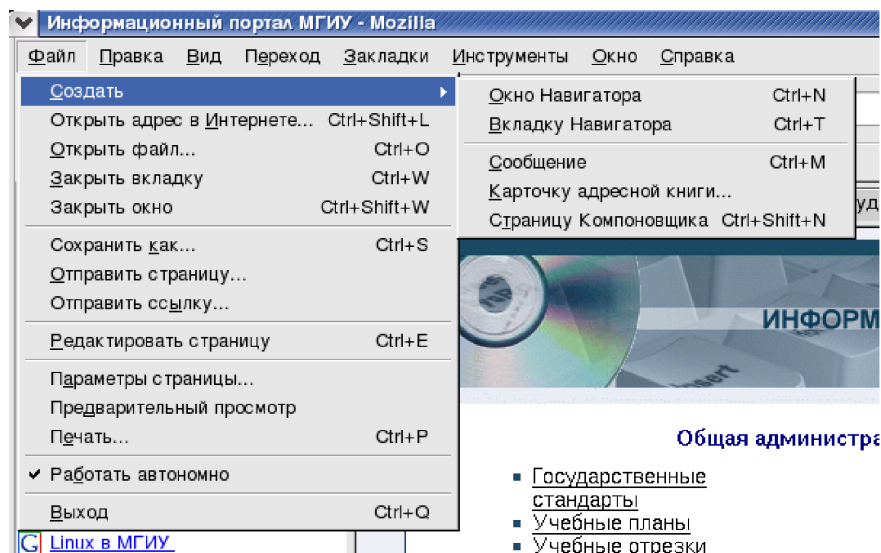 Информационный портал МГИУ - Mozilla
Файл Правка Вид Переход Закладки Инструменты Окно Справка
Создать
Открыть адрес в Интернете... Ctrl+Shift+L
Открыть файл... Ctrl+O
Закрыть вкладку Ctrl+W
Закрыть окно Ctrl+Shift+W
Сохранить как... Ctrl+S
Отправить страницу...
Отправить ссылку...
Редактировать страницу Ctrl+E
Параметры страницы...
Предварительный просмотр
Печать... Ctrl+P
Работать автономно
Выход Ctrl+Q
Окно Навигатора Ctrl+N
Вкладку Навигатора Ctrl+T
Сообщение Ctrl+M
Карточку адресной книги...
Страницу Компоновщика Ctrl+Shift+N
уд
ИНФОРМ
Insert
Общая администра
Государственные
стандарты
Учебные планы
Учебные отрезки
G Linux в МГИУ